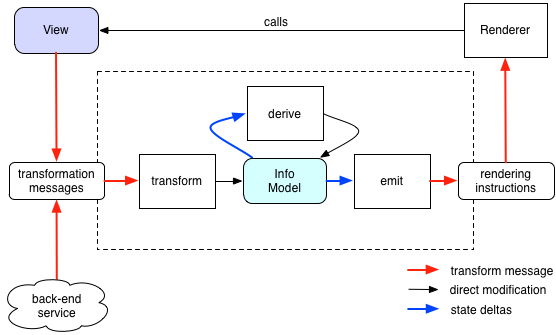 calls
View
Renderer
derive
transformation
messages
transform
Info
Model
emit
rendering
instructions
back-end
service
transform message
direct modification
state deltas